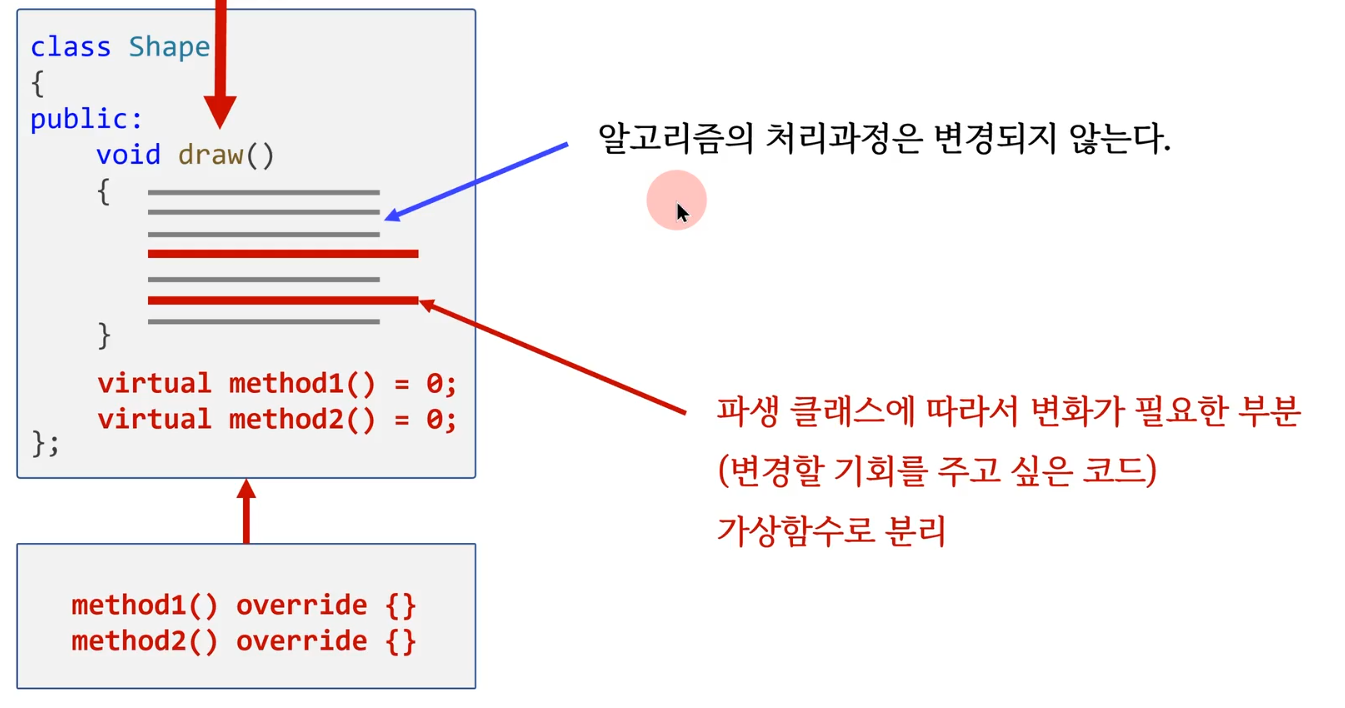 class Shape
{
public:
void draw()
{
}
virtual method1() = 0;
virtual method2() = 0;
};
알고리즘의 처리과정은 변경되지 않는다.
파생 클래스에 따라서 변화가 필요한 부분
(변경할 기회를 주고 싶은 코드)
가상함수로 분리
method1() override {}
method2() override {}